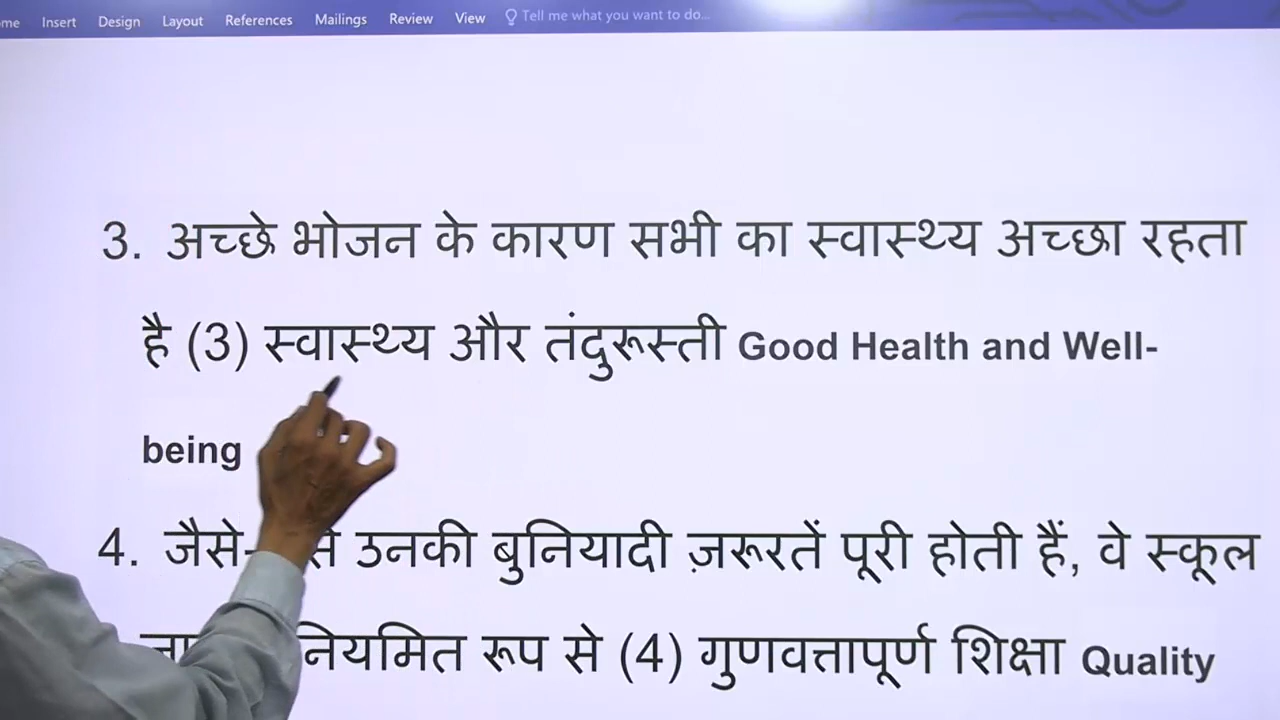 Insert Design Layout References Mailings Review View Tell me what you want to do...
3. अच्छे भोजन के कारण सभी का स्वास्थ्य अच्छा रहता
है (3) स्वास्थ्य और तंदुरूस्ती Good Health and Well-
being
4. उनकी बुनियादी ज़रूरतें पूरी होती हैं, वे स्कूल
नियमित रूप से (4) गुणवत्तापूर्ण शिक्षा Quality